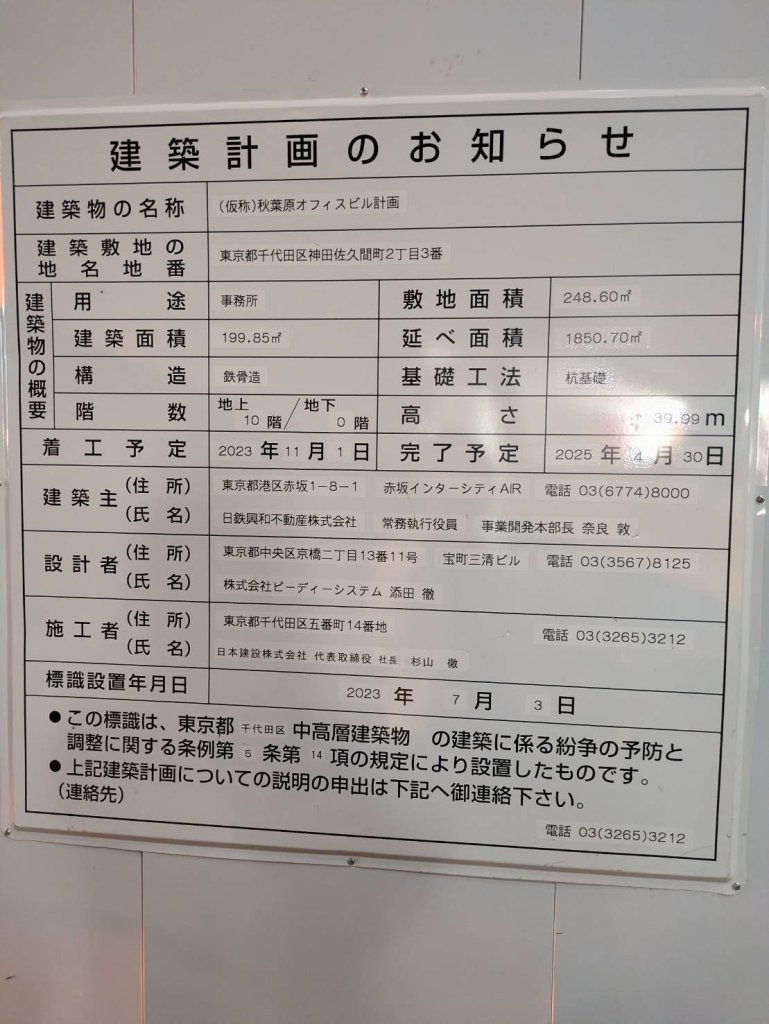 建築計画のお知らせ
建築物の名称 (仮称)秋葉原オフィスビル計画
建築敷地の地名地番 東京都千代田区神田佐久間町2丁目3番
建築物の概要
用途 事務所 敷地面積 248.60㎡
建築面積 199.85㎡ 延べ面積 1850.70㎡
構造 鉄骨造 基礎工法 杭基礎
階数 地上10階/地下0階 高さ 39.99m
着工予定 2023年11月1日 完了予定 2025年4月30日
建築主 (住所) 東京都港区赤坂1-8-1 赤坂インターシティAIR 電話 03(6774)8000
(氏名) 日鉄興和不動産株式会社 常務執行役員 事業開発本部長 奈良 敦
設計者 (住所) 東京都中央区京橋二丁目13番11号 宝町三清ビル 電話 03(3567)8125
(氏名) 株式会社ピーディーシステム 添田 徹
施工者 (住所) 東京都千代田区五番町14番地 電話 03(3265)3212
(氏名) 日本建設株式会社 代表取締役 社長 杉山 徹
標識設置年月日 2023年7月3日
●この標識は、東京都 千代田区 中高層建築物 の建築に係る紛争の予防と
調整に関する条例第 5 条第 14 項の規定により設置したものです。
●上記建築計画についての説明の申出は下記へ御連絡下さい。
(連絡先)
電話 03(3265)3212